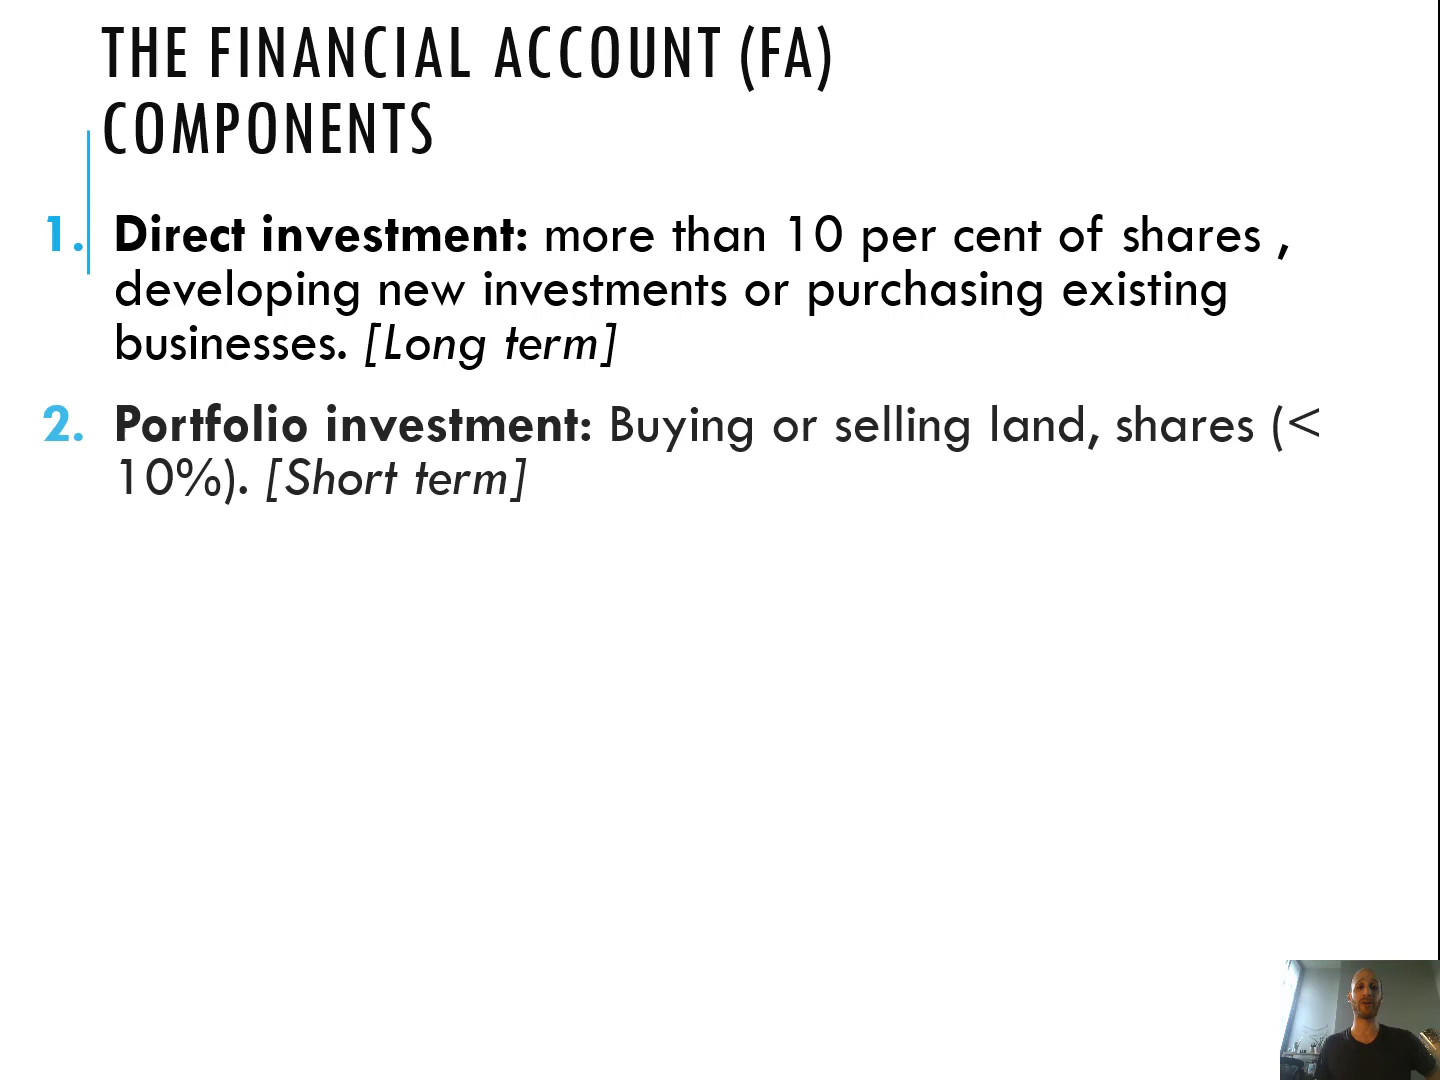 THE FINANCIAL ACCOUNT (FA)
COMPONENTS
1. Direct investment: more than 10 per cent of shares ,
developing new investments or purchasing existing
businesses. [Long term]
2. Portfolio investment: Buying or selling land, shares (<
10%). [Short term]